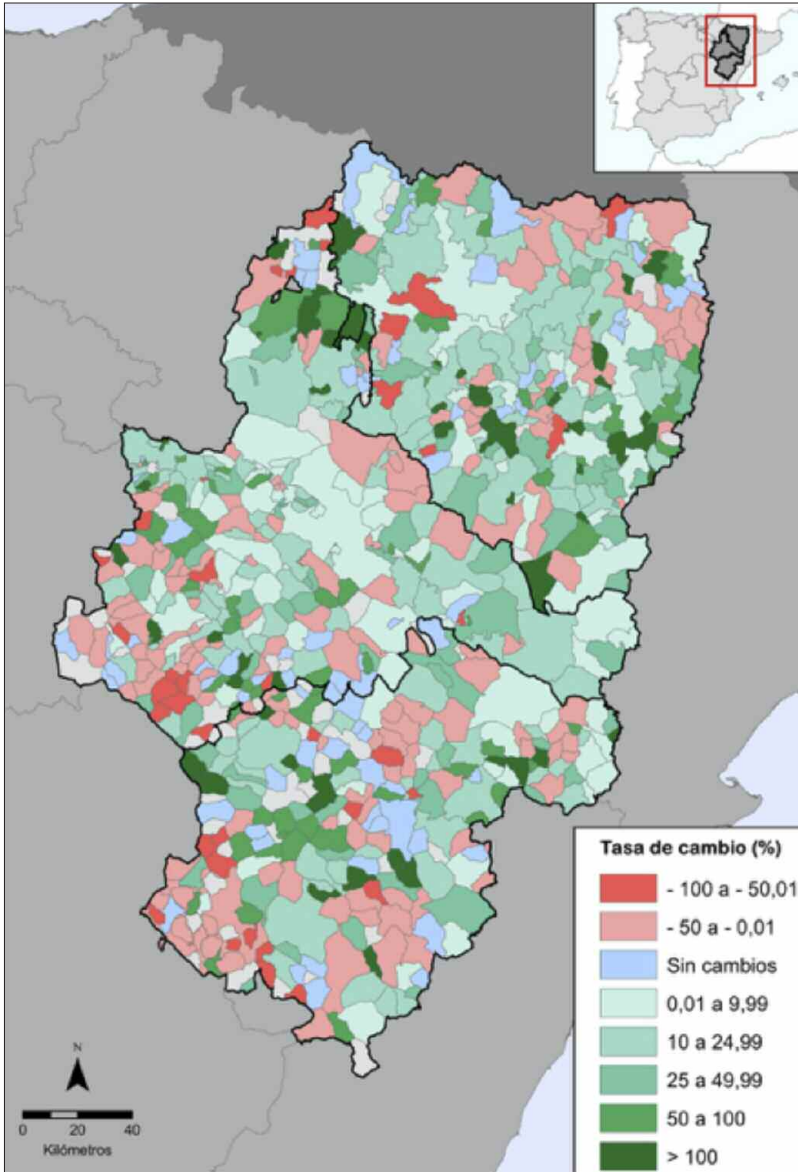 Tasa de cambio (%)
- 100 a - 50,01
- 50 a - 0,01
Sin cambios
0,01 a 9,99
10 a 24,99
25 a 49,99
50 a 100
> 100
N
0 20 40
Kilómetros